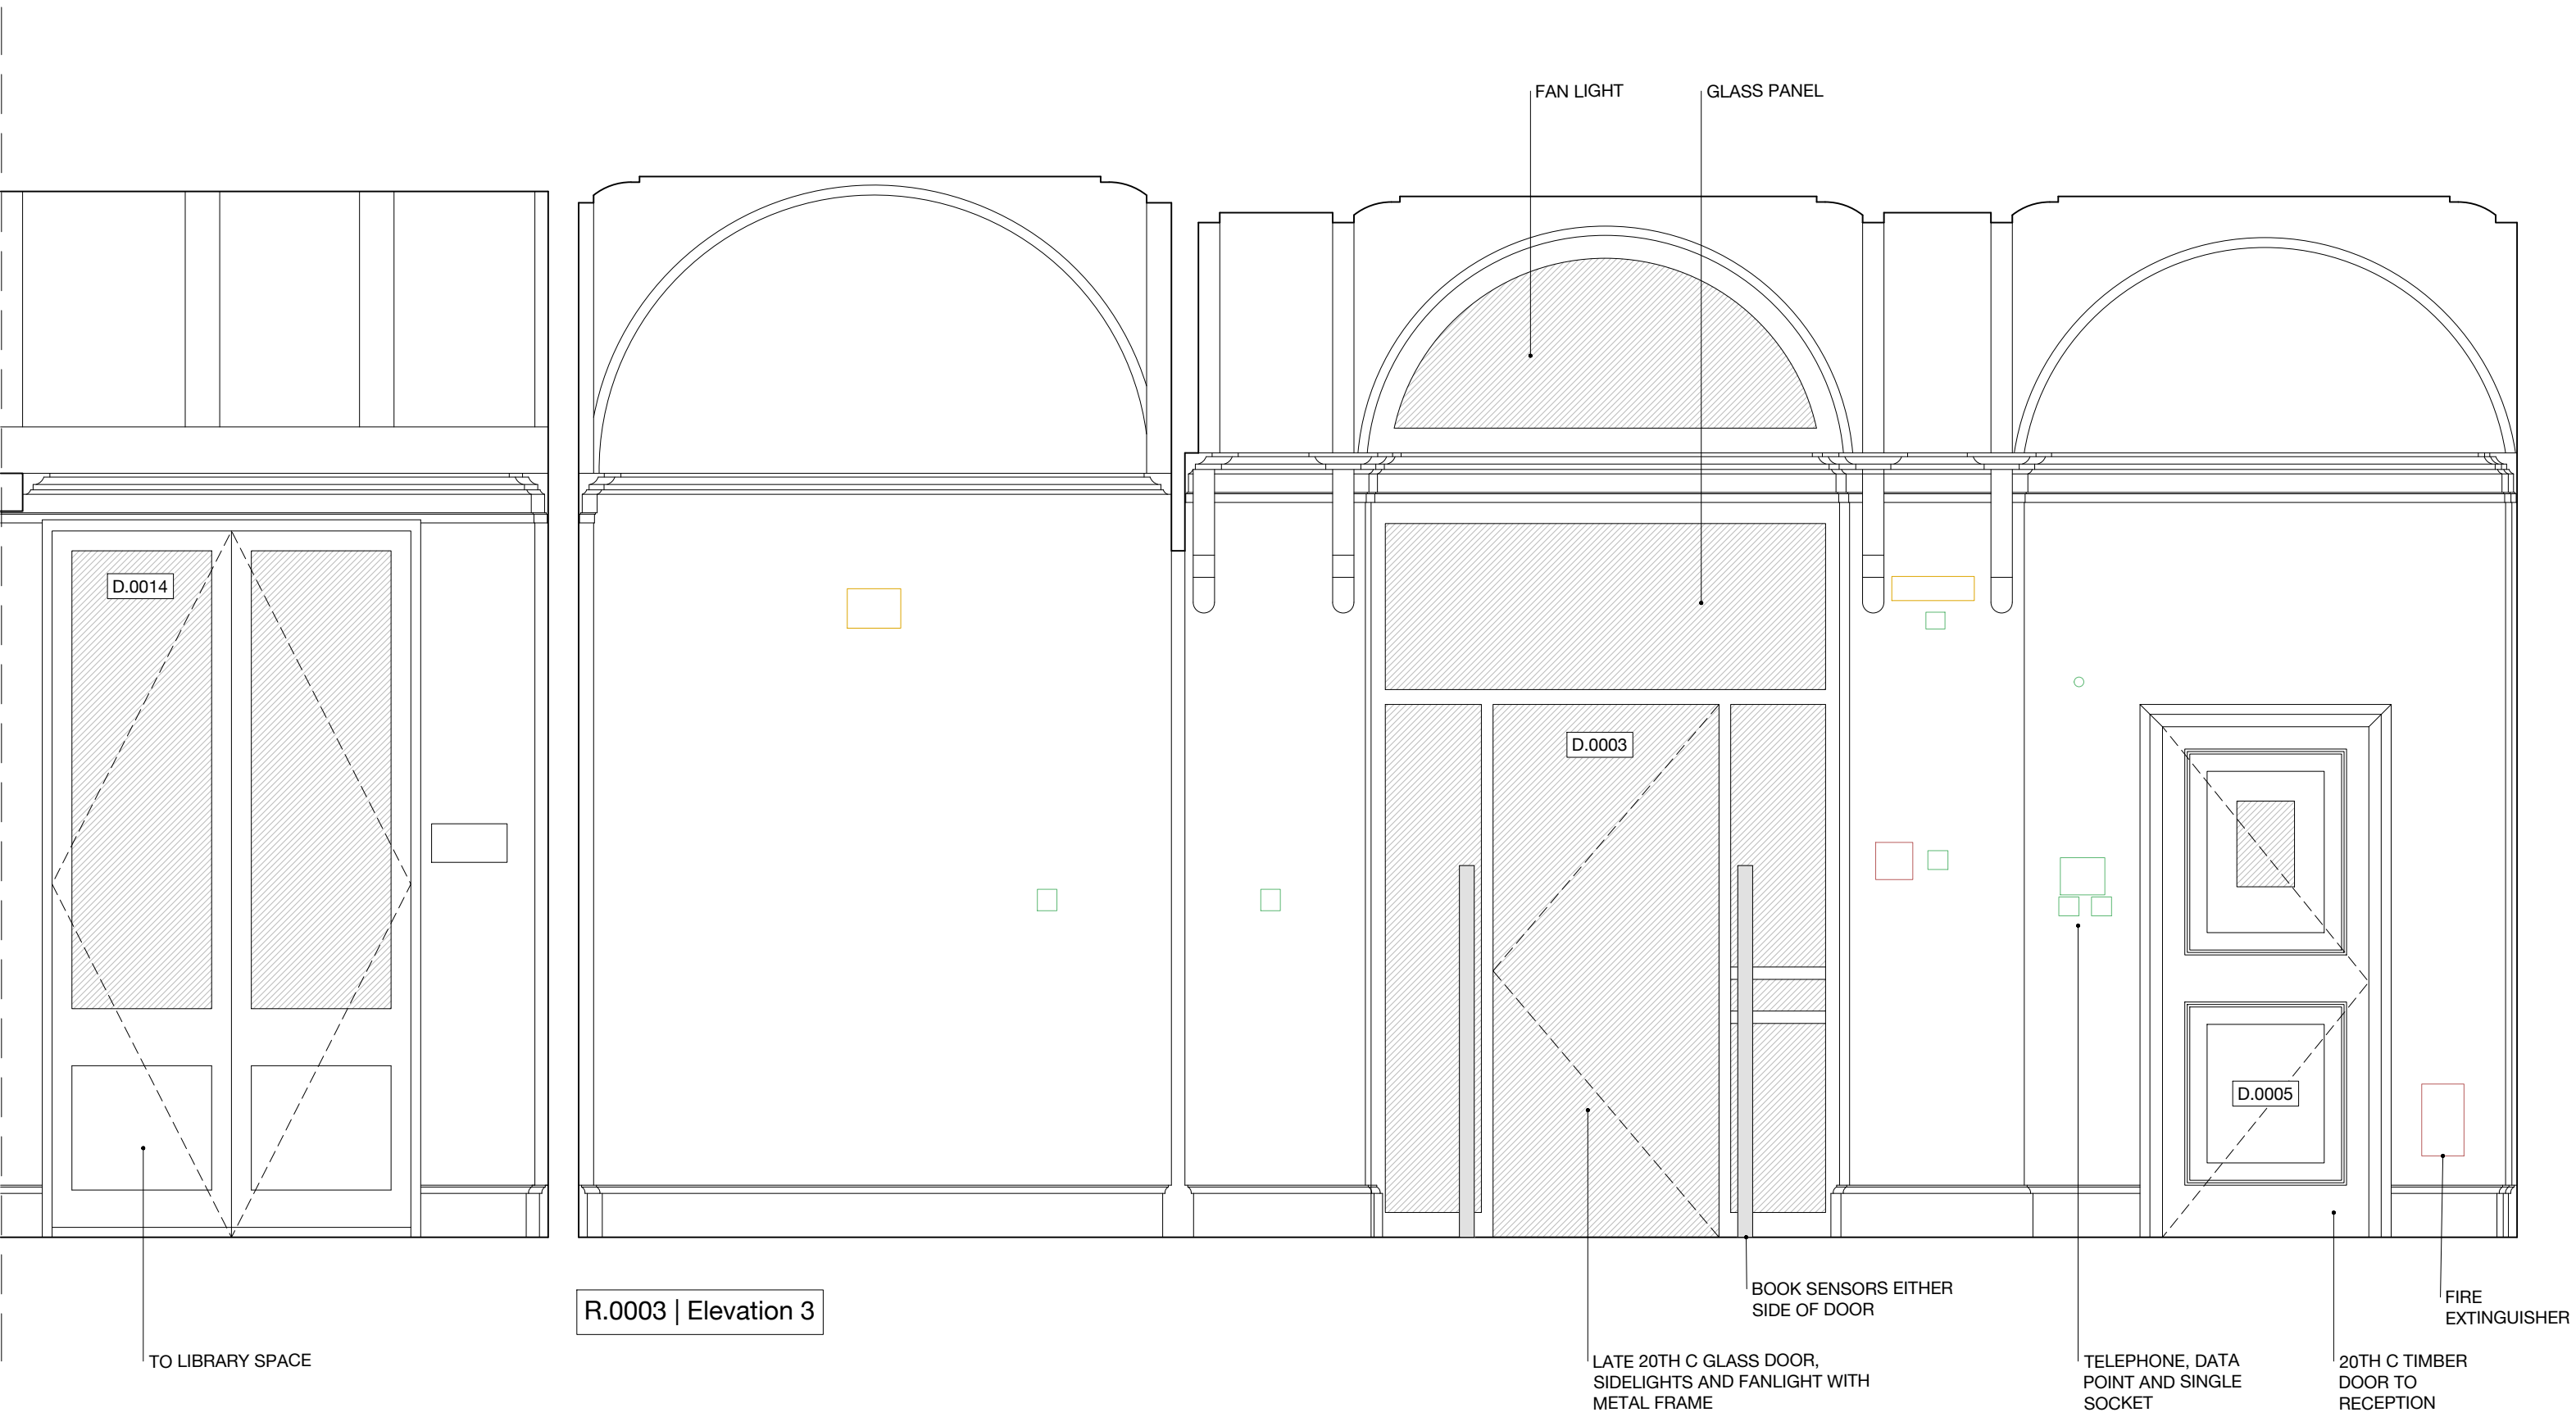 FAN LIGHT
GLASS PANEL
D.0014
D.0003
D.0005
R.0003 | Elevation 3
TO LIBRARY SPACE
BOOK SENSORS EITHER
SIDE OF DOOR
LATE 20TH C GLASS DOOR,
SIDELIGHTS AND FANLIGHT WITH
METAL FRAME
TELEPHONE, DATA
POINT AND SINGLE
SOCKET
20TH C TIMBER
DOOR TO
RECEPTION
FIRE
EXTINGUISHER